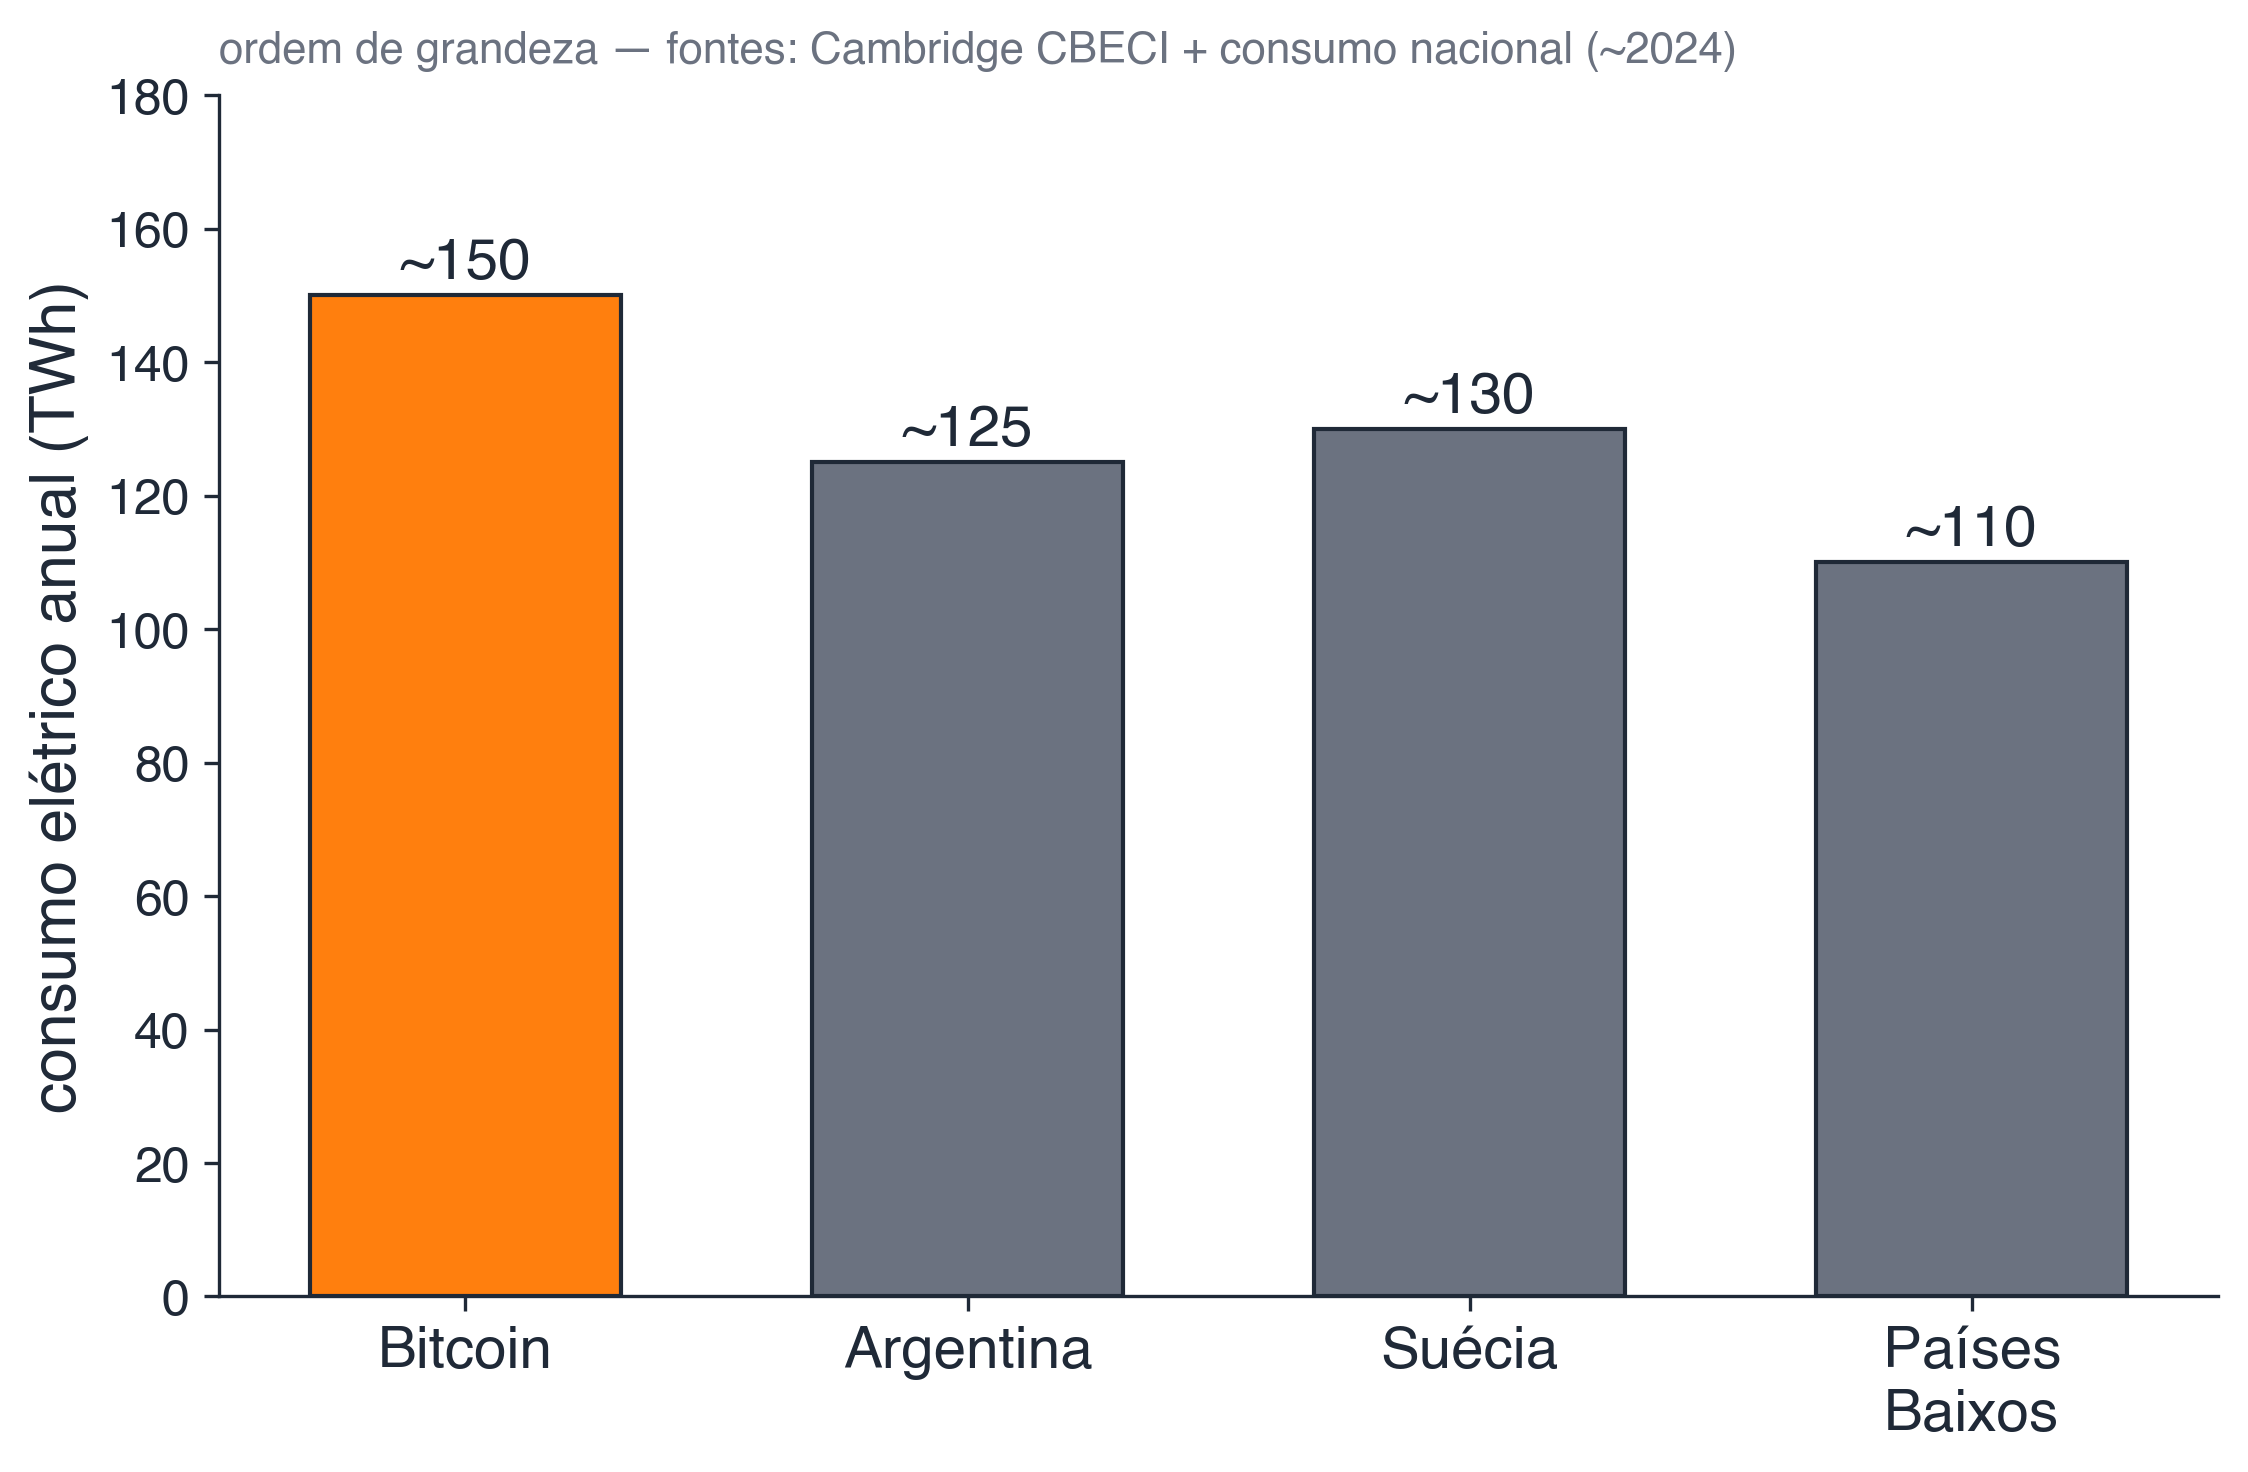 ordem de grandeza — fontes: Cambridge CBECI + consumo nacional (~2024)
consumo elétrico anual (TWh)
180
160
140
120
100
80
60
40
20
0
~150
~125
~130
~110
Bitcoin
Argentina
Suécia
Países
Baixos